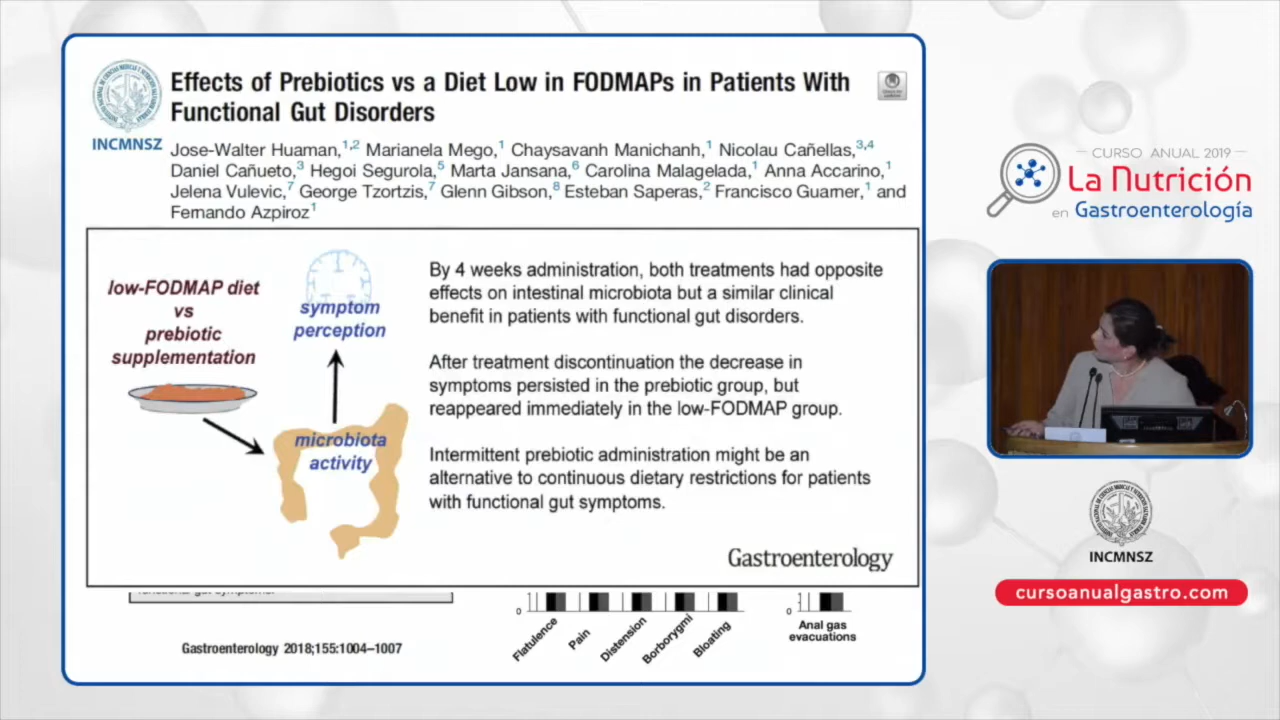 Effects of Prebiotics vs a Diet Low in FODMAPs in Patients With
Functional Gut Disorders
INCMNSZ
Jose-Walter Huaman,1,2 Marianela Mego,1 Chaysavanh Manichanh,1 Nicolau Cañellas,3,4
Daniel Cañueto,3 Hegoi Segurola,5 Marta Jansana,6 Carolina Malagelada,1 Anna Accarino,1
Jelena Vulevic,7 George Tzortzis,7 Glenn Gibson,8 Esteban Saperas,2 Francisco Guarner,1 and
Fernando Azpiroz1
low-FODMAP diet
vs
prebiotic
supplementation
symptom
perception
microbiota
activity
By 4 weeks administration, both treatments had opposite
effects on intestinal microbiota but a similar clinical
benefit in patients with functional gut disorders.
After treatment discontinuation the decrease in
symptoms persisted in the prebiotic group, but
reappeared immediately in the low-FODMAP group.
Intermittent prebiotic administration might be an
alternative to continuous dietary restrictions for patients
with functional gut symptoms.
Gastroenterology
functional gut symptoms.
0
Flatulence
Pain
Distension
Borborygmi
Bloating
0
Anal gas
evacuations
Gastroenterology 2018;155:1004–1007
CURSO ANUAL 2019
La Nutrición
en Gastroenterología
INCMNSZ
cursoanualgastro.com